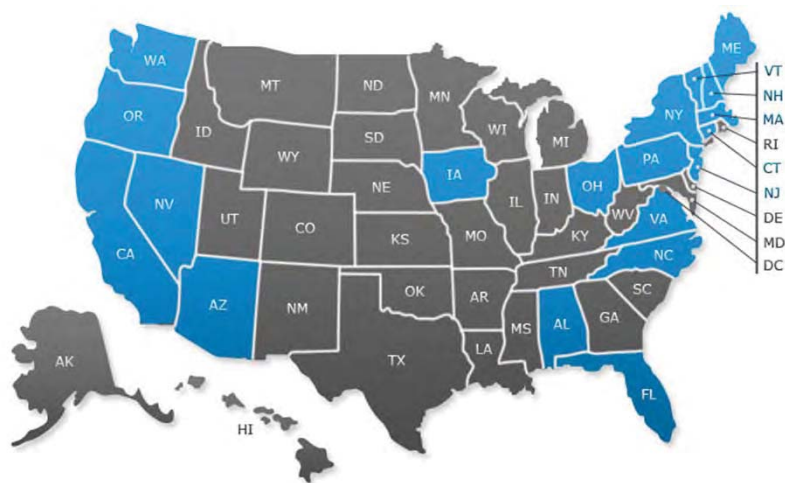 WA
ME
VT
MT
ND
NH
OR
MN
MA
ID
NY
SD
WI
RI
MI
WY
CT
PA
IA
NJ
NE
OH
NV
IL
IN
DE
UT
WV
VA
CO
MD
CA
KS
MO
KY
DC
NC
TN
OK
AZ
NM
AR
SC
MS
AL
GA
LA
AK
TX
FL
HI